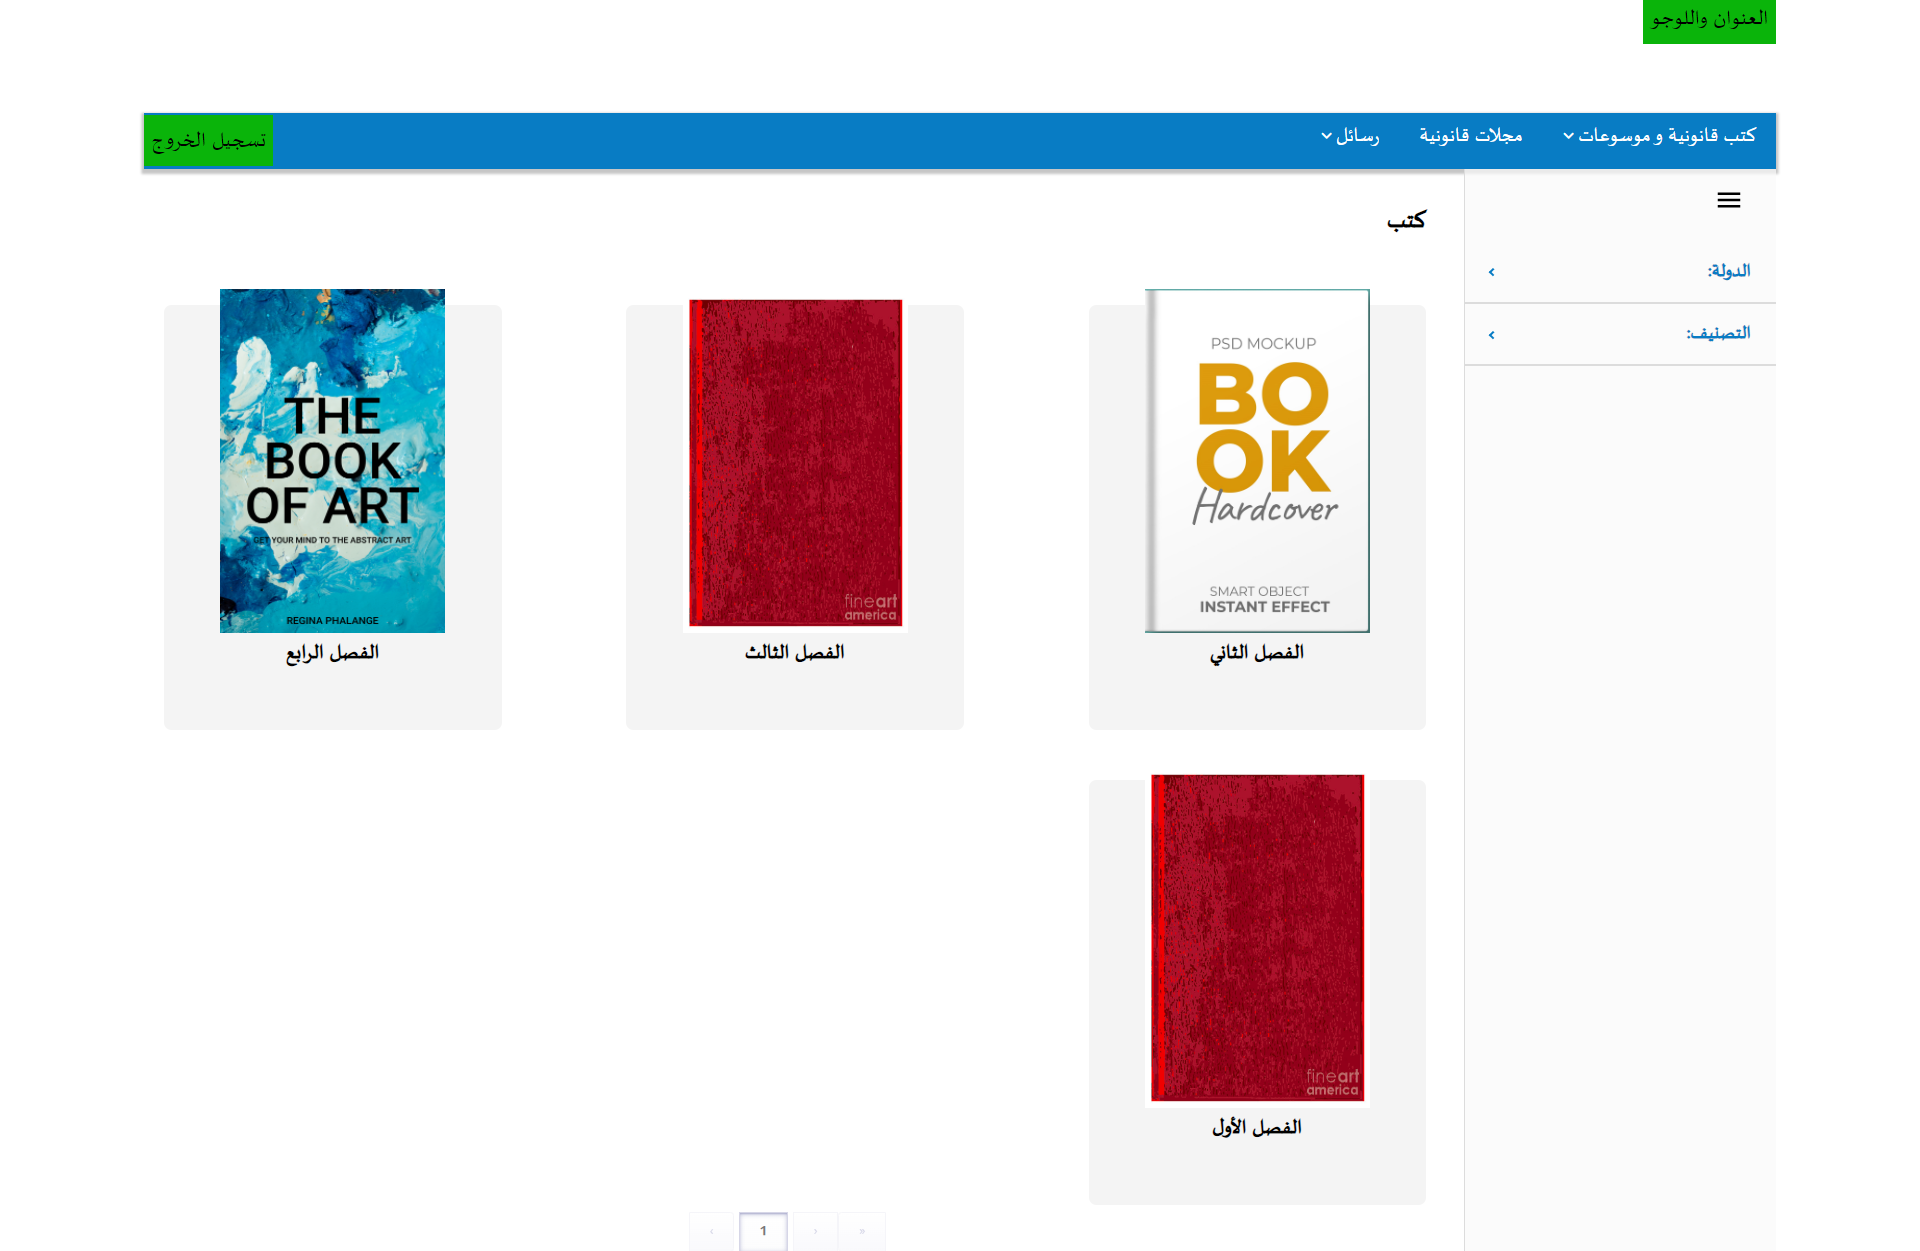 العنوان واللوجو
كتب قانونية و موسوعات
مجلات قانونية
رسائل
تسجيل الخروج
الدولة:
التصنيف:
كتب
PSD MOCKUP
BO
OK
Hardcover
SMART OBJECT
INSTANT EFFECT
الفصل الثاني
fineart
america
الفصل الثالث
THE
BOOK
OF ART
GET YOUR MIND TO THE ABSTRACT ART
REGINA PHALANGE
الفصل الرابع
fineart
america
الفصل الأول
‹ 1 › »